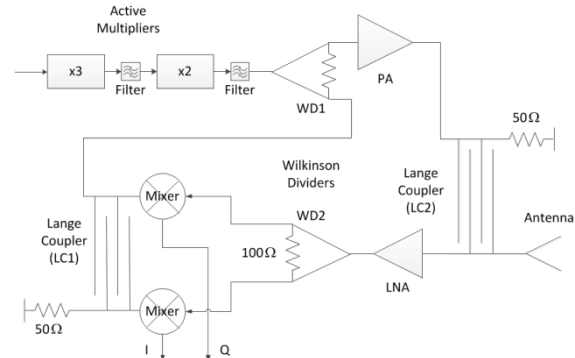 Active
Multipliers
x3
Filter
x2
Filter
WD1
PA
50Ω
Lange
Coupler
(LC2)
Antenna
Wilkinson
Dividers
WD2
100Ω
LNA
Mixer
Lange
Coupler
(LC1)
50Ω
Mixer
I
Q